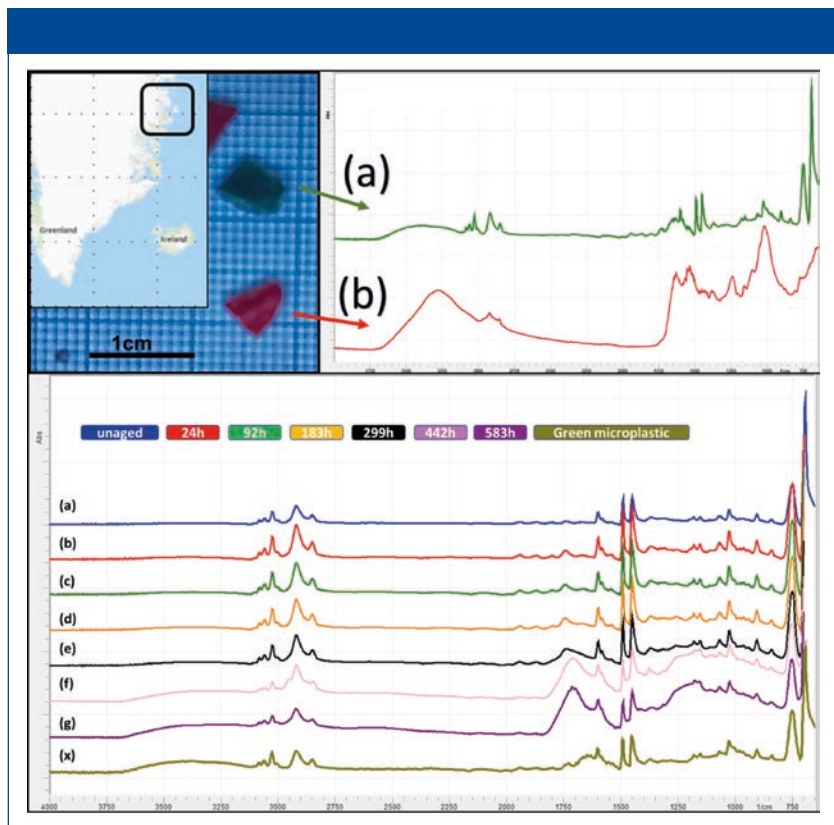 Greenland
Iceland
1cm
(a)
(b)
Abs
unaged 24h 92h 183h 299h 442h 583h Green microplastic
Abs
(a)
(b)
(c)
(d)
(e)
(f)
(g)
(x)
4000 3750 3500 3250 3000 2750 2500 2250 2000 1750 1500 1250 1000 1/cm 750